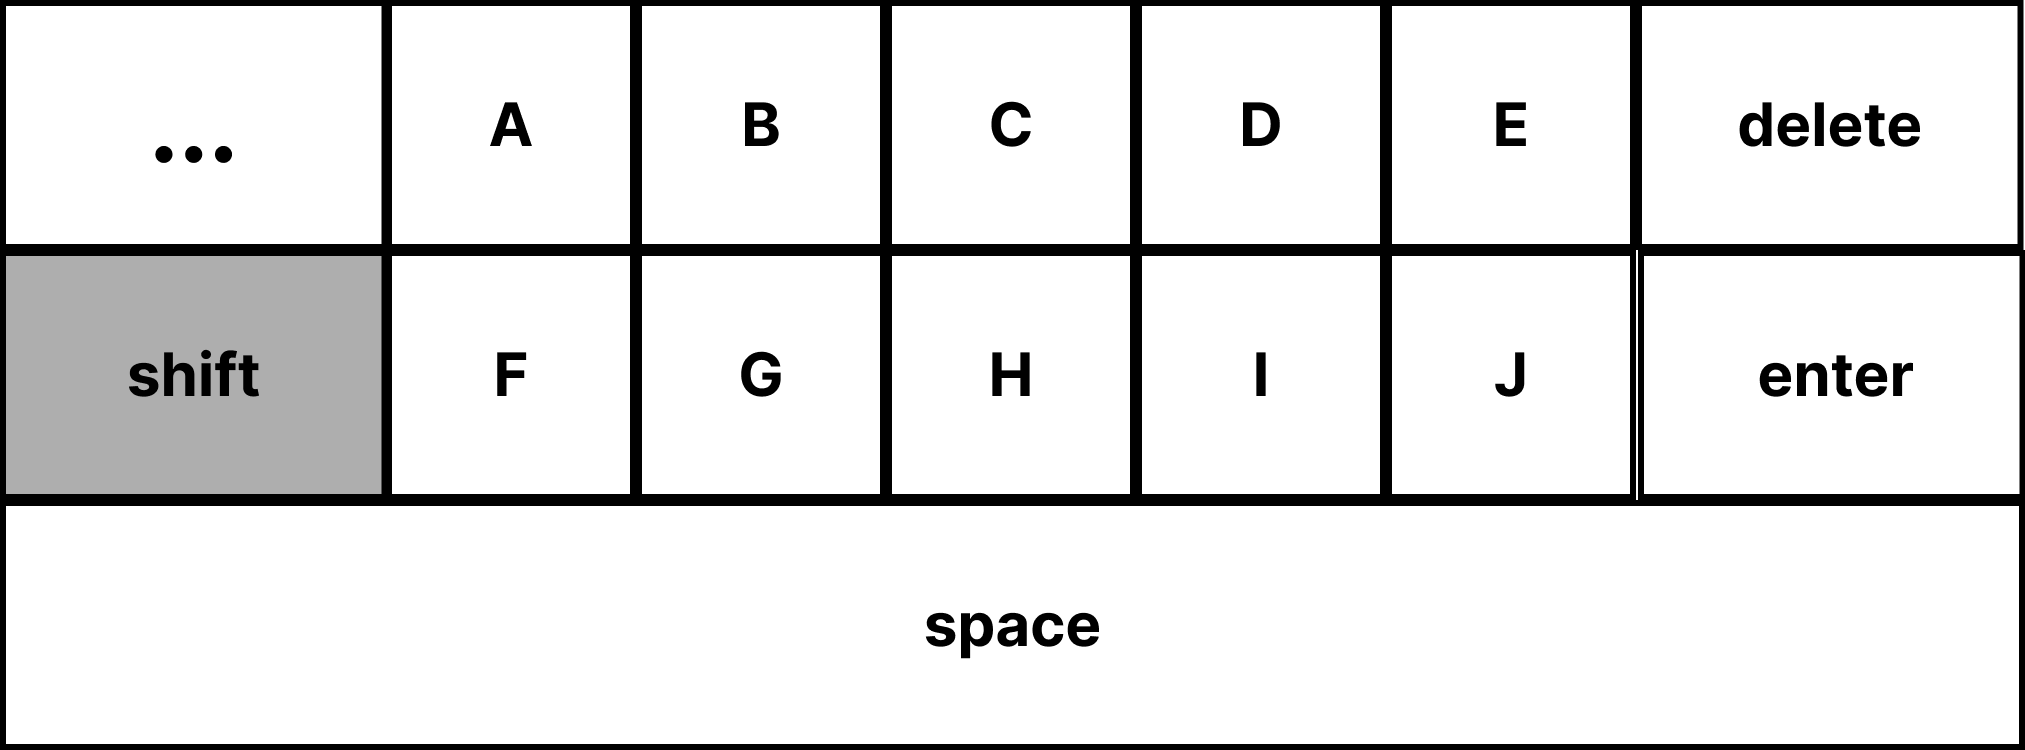 ... A B C D E delete
shift F G H I J enter
space